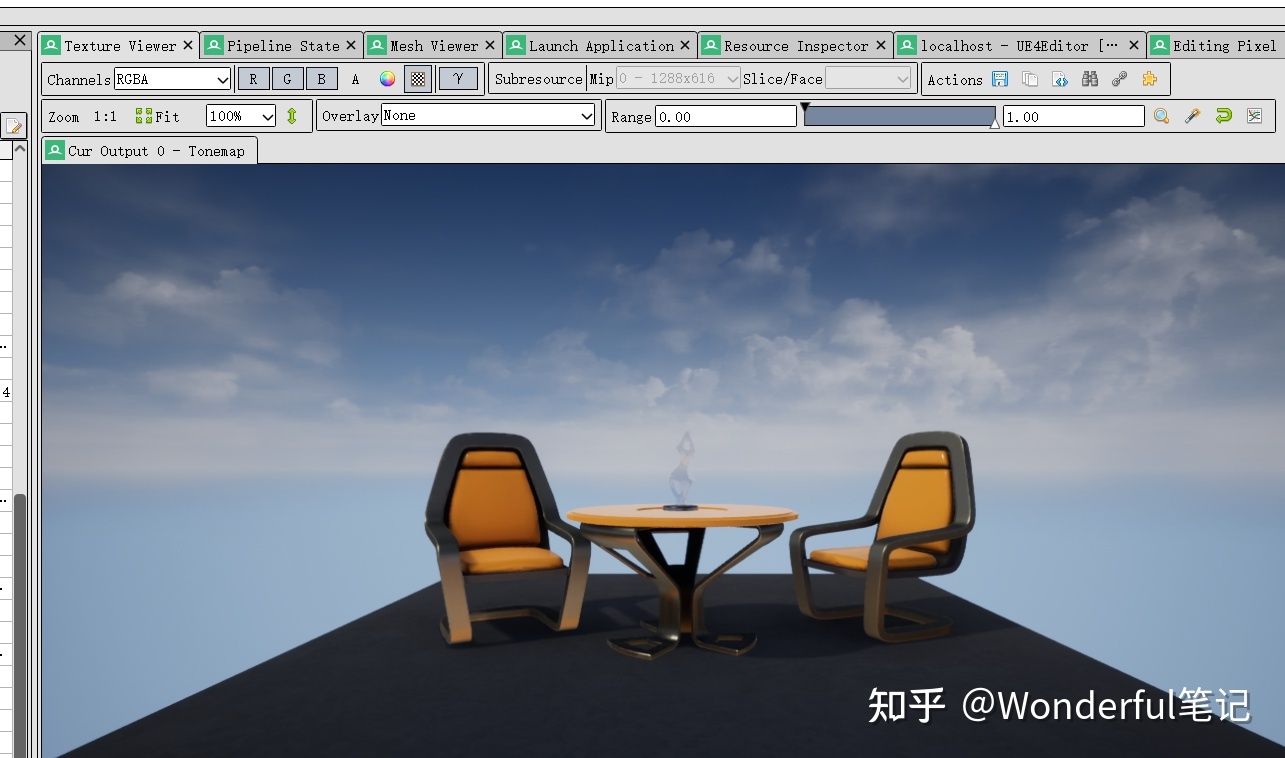 Texture Viewer Pipeline State Mesh Viewer Launch Application Resource Inspector localhost - UE4Editor [··· Editing Pixel
Channels RGBA R G B A γ Subresource Mip 0 - 1288x616 Slice/Face Actions
Zoom 1:1 Fit 100% Overlay None Range 0.00 1.00
Cur Output 0 - Tonemap
4
知乎 @Wonderful笔记